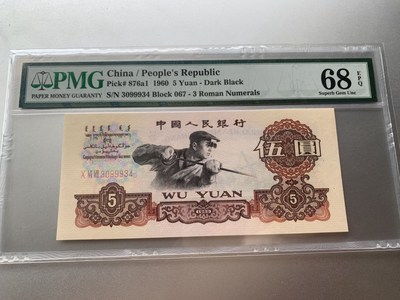 PMG
PAPER MONEY GUARANTY
China / People's Republic
Pick# 876a1 1960 5 Yuan - Dark Black
S/N 3099934 Block 067 - 3 Roman Numerals
68 EPQ
Superb Gem Unc
中國人民銀行
伍圓
3099934
WU YUAN
5
5